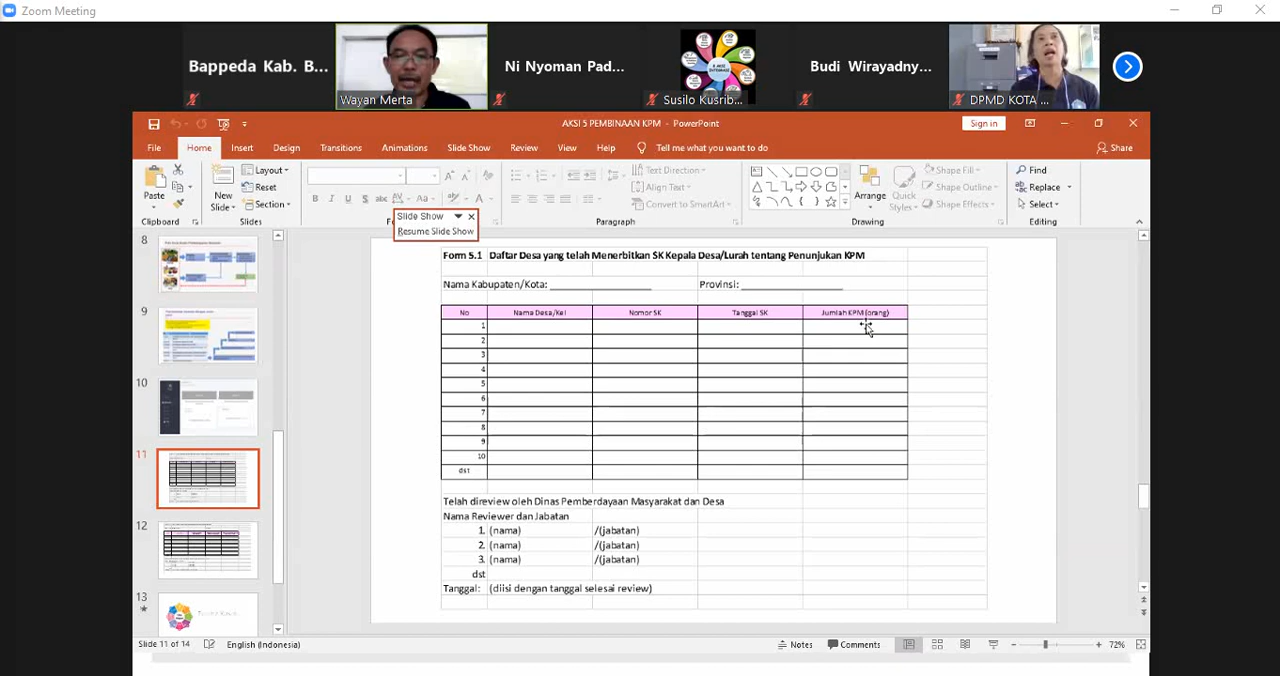 Zoom Meeting
Bappeda Kab. B...
Wayan Merta
Ni Nyoman Pad...
Susilo Kusrib...
Budi Wirayadny...
DPMD KOTA ...
AKSI 5 PEMBINAAN KPM - PowerPoint
Sign in
File Home Insert Design Transitions Animations Slide Show Review View Help Tell me what you want to do Share
Paste
Clipboard
New Slide
Layout
Reset
Section
Slides
B I U S abc AV Aa A
Slide Show
Resume Slide Show
Text Direction
Align Text
Convert to SmartArt
Paragraph
Arrange
Quick Styles
Shape Fill
Shape Outline
Shape Effects
Drawing
Find
Replace
Select
Editing
8
9
10
11
12
13
Form 5.1 Daftar Desa yang telah Menerbitkan SK Kepala Desa/Lurah tentang Penunjukan KPM
Nama Kabupaten/Kota: ____________________ Provinsi: ____________________
No Nama Desa/Kel Nomor SK Tanggal SK Jumlah KPM (orang)
1
2
3
4
5
6
7
8
9
10
dst
Telah direview oleh Dinas Pemberdayaan Masyarakat dan Desa
Nama Reviewer dan Jabatan
1. (nama) /(jabatan)
2. (nama) /(jabatan)
3. (nama) /(jabatan)
dst
Tanggal: (diisi dengan tanggal selesai review)
Slide 11 of 14 English (Indonesia) Notes Comments 72%